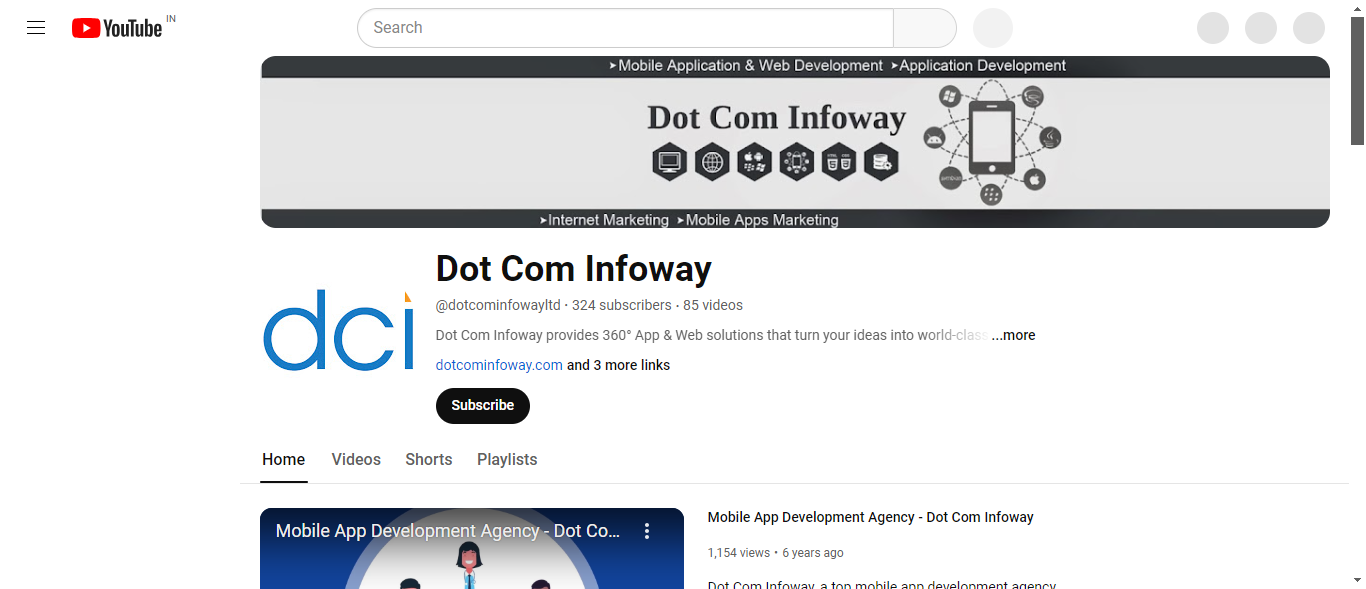 YouTube IN
Search
➤Mobile Application & Web Development ➤Application Development
Dot Com Infoway
➤Internet Marketing ➤Mobile Apps Marketing
dci
Dot Com Infoway
@dotcominfowayltd · 324 subscribers · 85 videos
Dot Com Infoway provides 360° App & Web solutions that turn your ideas into world-class ...more
dotcominfoway.com and 3 more links
Subscribe
Home Videos Shorts Playlists
Mobile App Development Agency - Dot Co...
Mobile App Development Agency - Dot Com Infoway
1,154 views • 6 years ago
Dot Com Infoway, a top mobile app development agency